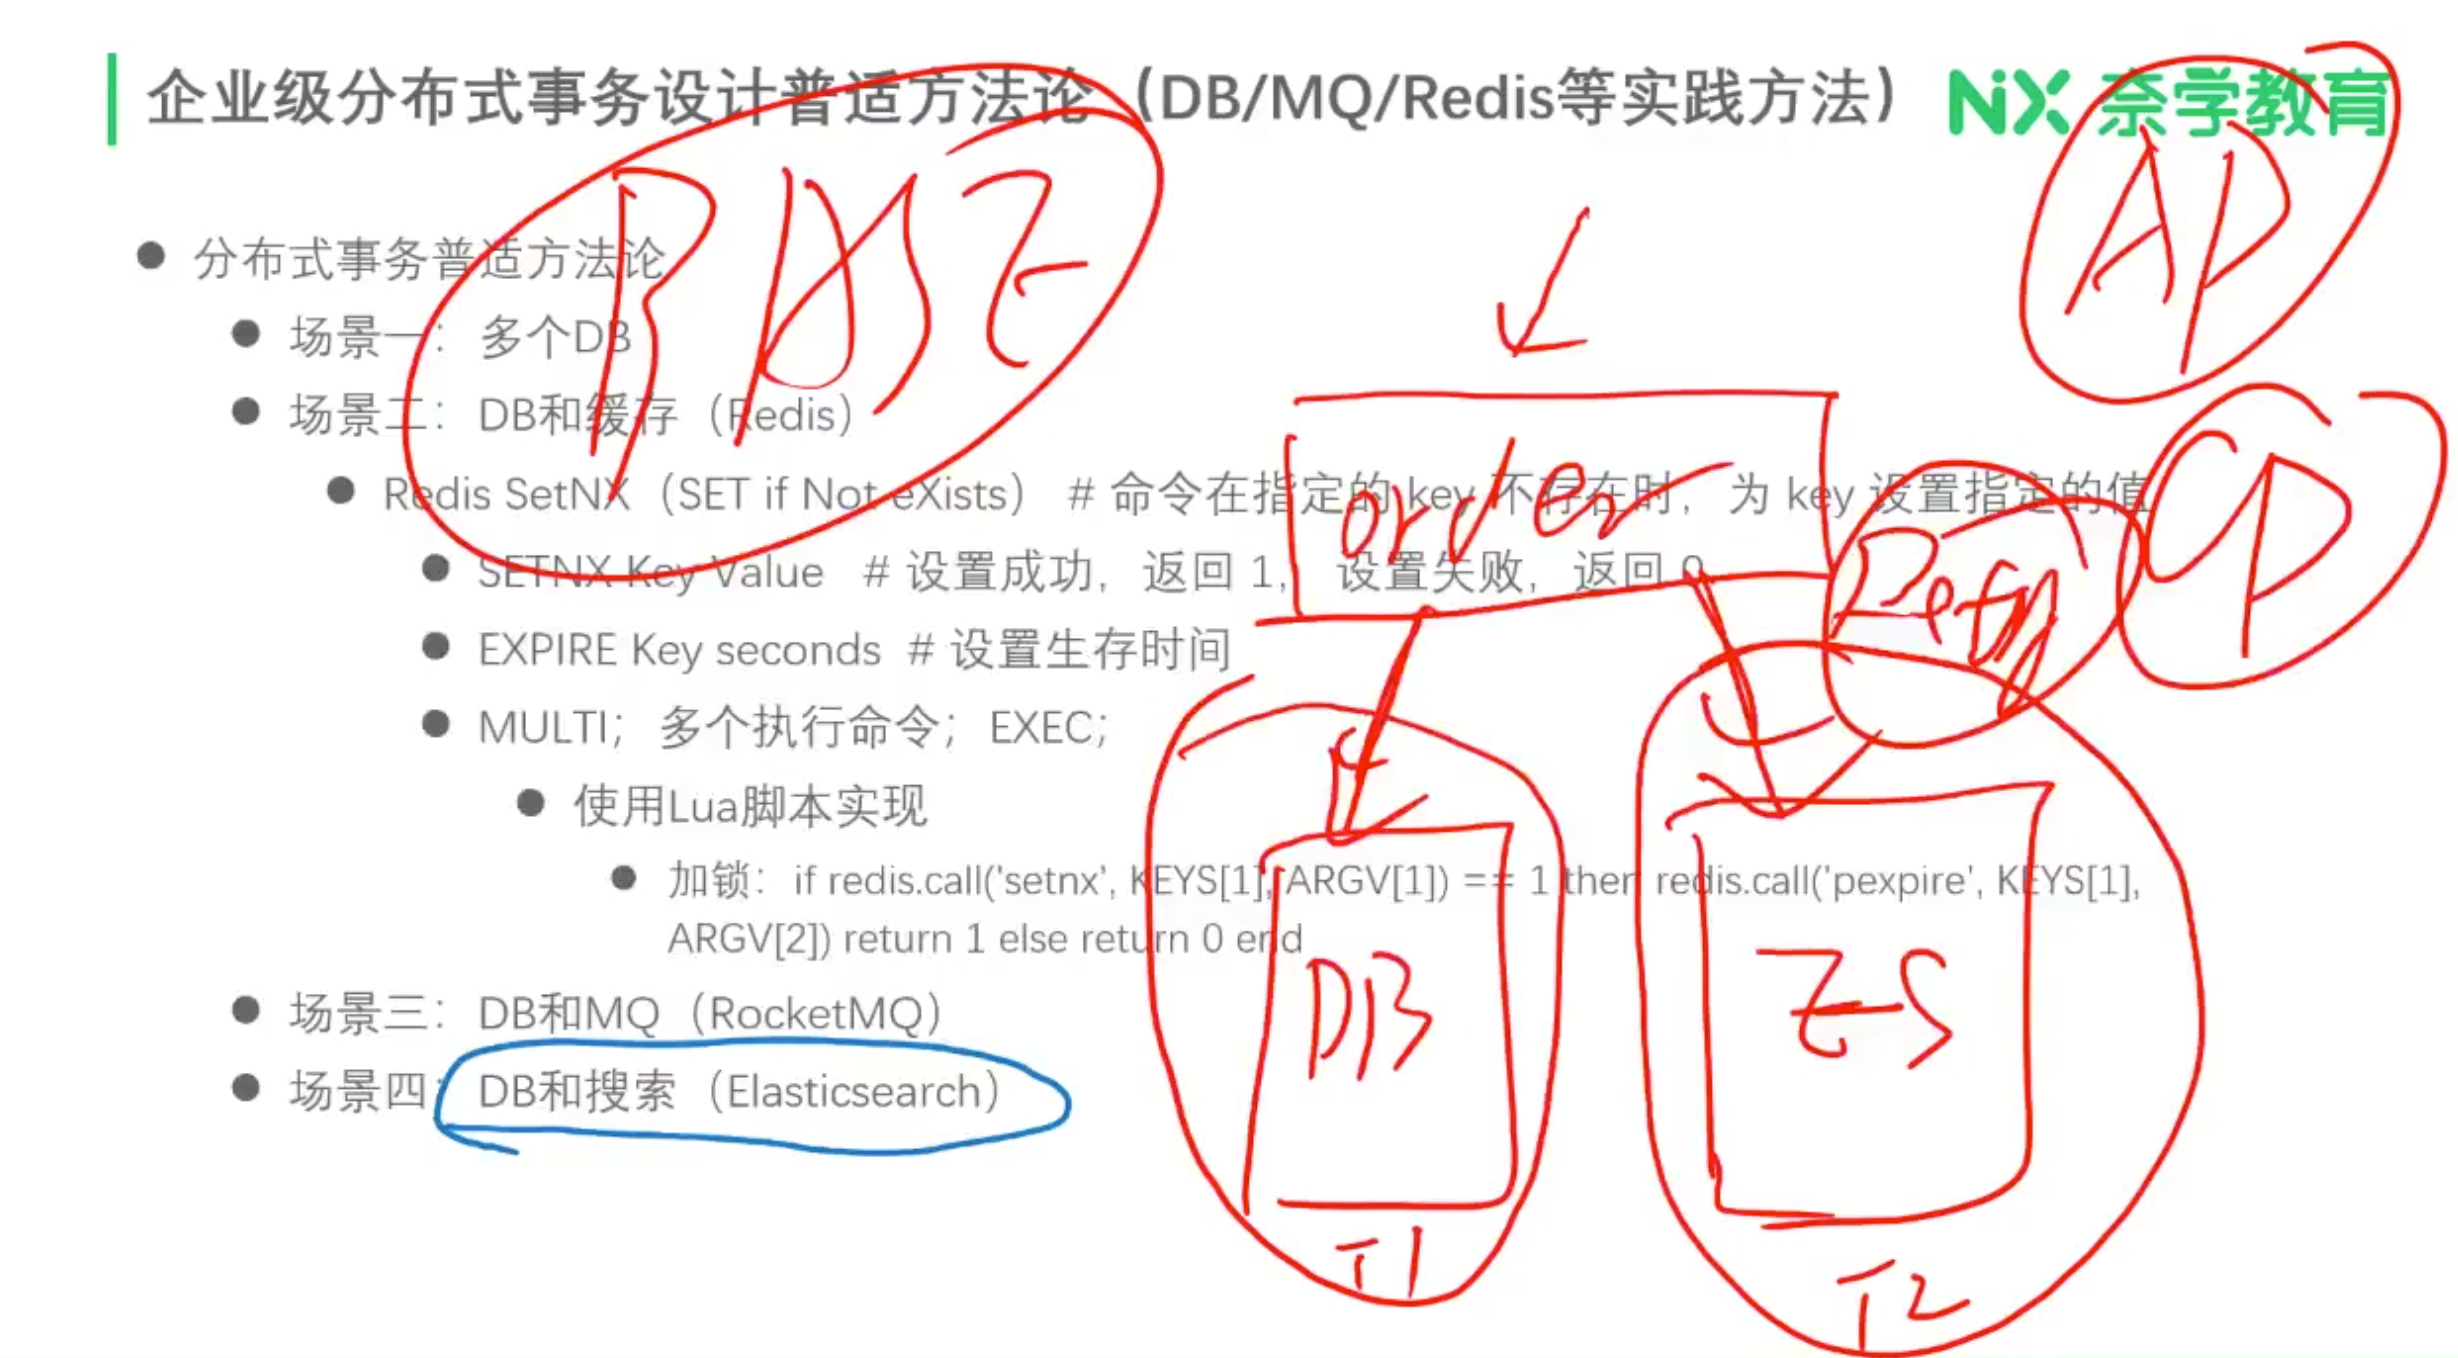 企业级分布式事务设计普适方法论（DB/MQ/Redis等实践方法）
NiX 奈学教育
分布式事务普适方法论
场景一：多个DB
场景二：DB和缓存（Redis）
Redis SetNX（SET if Not eXists） # 命令在指定的 key 不存在时，为 key 设置指定的值
SETNX Key Value # 设置成功，返回 1， 设置失败，返回 0
EXPIRE Key seconds # 设置生存时间
MULTI；多个执行命令；EXEC；
使用Lua脚本实现
加锁：if redis.call('setnx', KEYS[1], ARGV[1]) == 1 then redis.call('pexpire', KEYS[1],
ARGV[2]) return 1 else return 0 end
场景三：DB和MQ（RocketMQ）
场景四：DB和搜索（Elasticsearch）
BASE
AP
CP
order
DB
ES
T1
T2